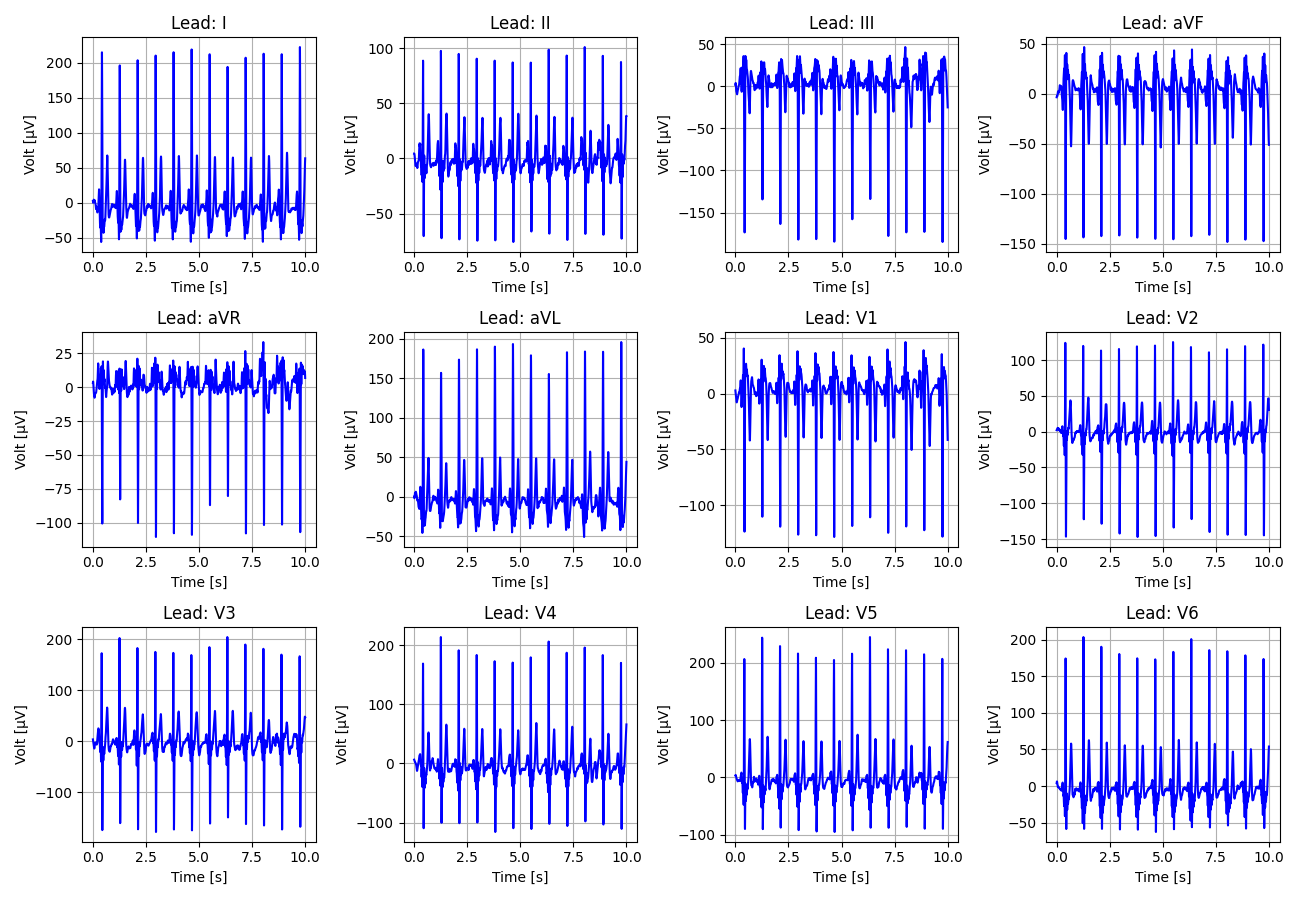 Lead: I
Volt [µV]
200
150
100
50
0
−50
0.0 2.5 5.0 7.5 10.0
Time [s]
Lead: II
Volt [µV]
100
50
0
−50
0.0 2.5 5.0 7.5 10.0
Time [s]
Lead: III
Volt [µV]
50
0
−50
−100
−150
0.0 2.5 5.0 7.5 10.0
Time [s]
Lead: aVF
Volt [µV]
50
0
−50
−100
−150
0.0 2.5 5.0 7.5 10.0
Time [s]
Lead: aVR
Volt [µV]
25
0
−25
−50
−75
−100
0.0 2.5 5.0 7.5 10.0
Time [s]
Lead: aVL
Volt [µV]
200
150
100
50
0
−50
0.0 2.5 5.0 7.5 10.0
Time [s]
Lead: V1
Volt [µV]
50
0
−50
−100
0.0 2.5 5.0 7.5 10.0
Time [s]
Lead: V2
Volt [µV]
100
50
0
−50
−100
−150
0.0 2.5 5.0 7.5 10.0
Time [s]
Lead: V3
Volt [µV]
200
100
0
−100
0.0 2.5 5.0 7.5 10.0
Time [s]
Lead: V4
Volt [µV]
200
100
0
−100
0.0 2.5 5.0 7.5 10.0
Time [s]
Lead: V5
Volt [µV]
200
100
0
−100
0.0 2.5 5.0 7.5 10.0
Time [s]
Lead: V6
Volt [µV]
200
150
100
50
0
−50
0.0 2.5 5.0 7.5 10.0
Time [s]